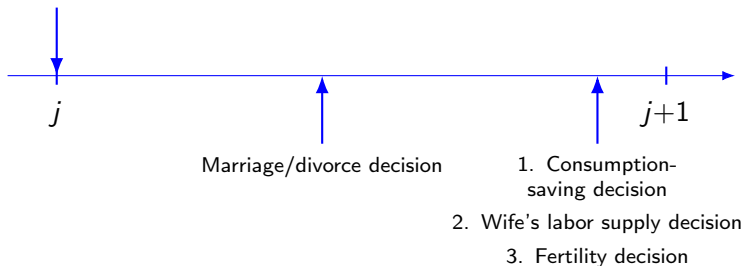 j
j+1
Marriage/divorce decision
1. Consumption-
saving decision
2. Wife's labor supply decision
3. Fertility decision